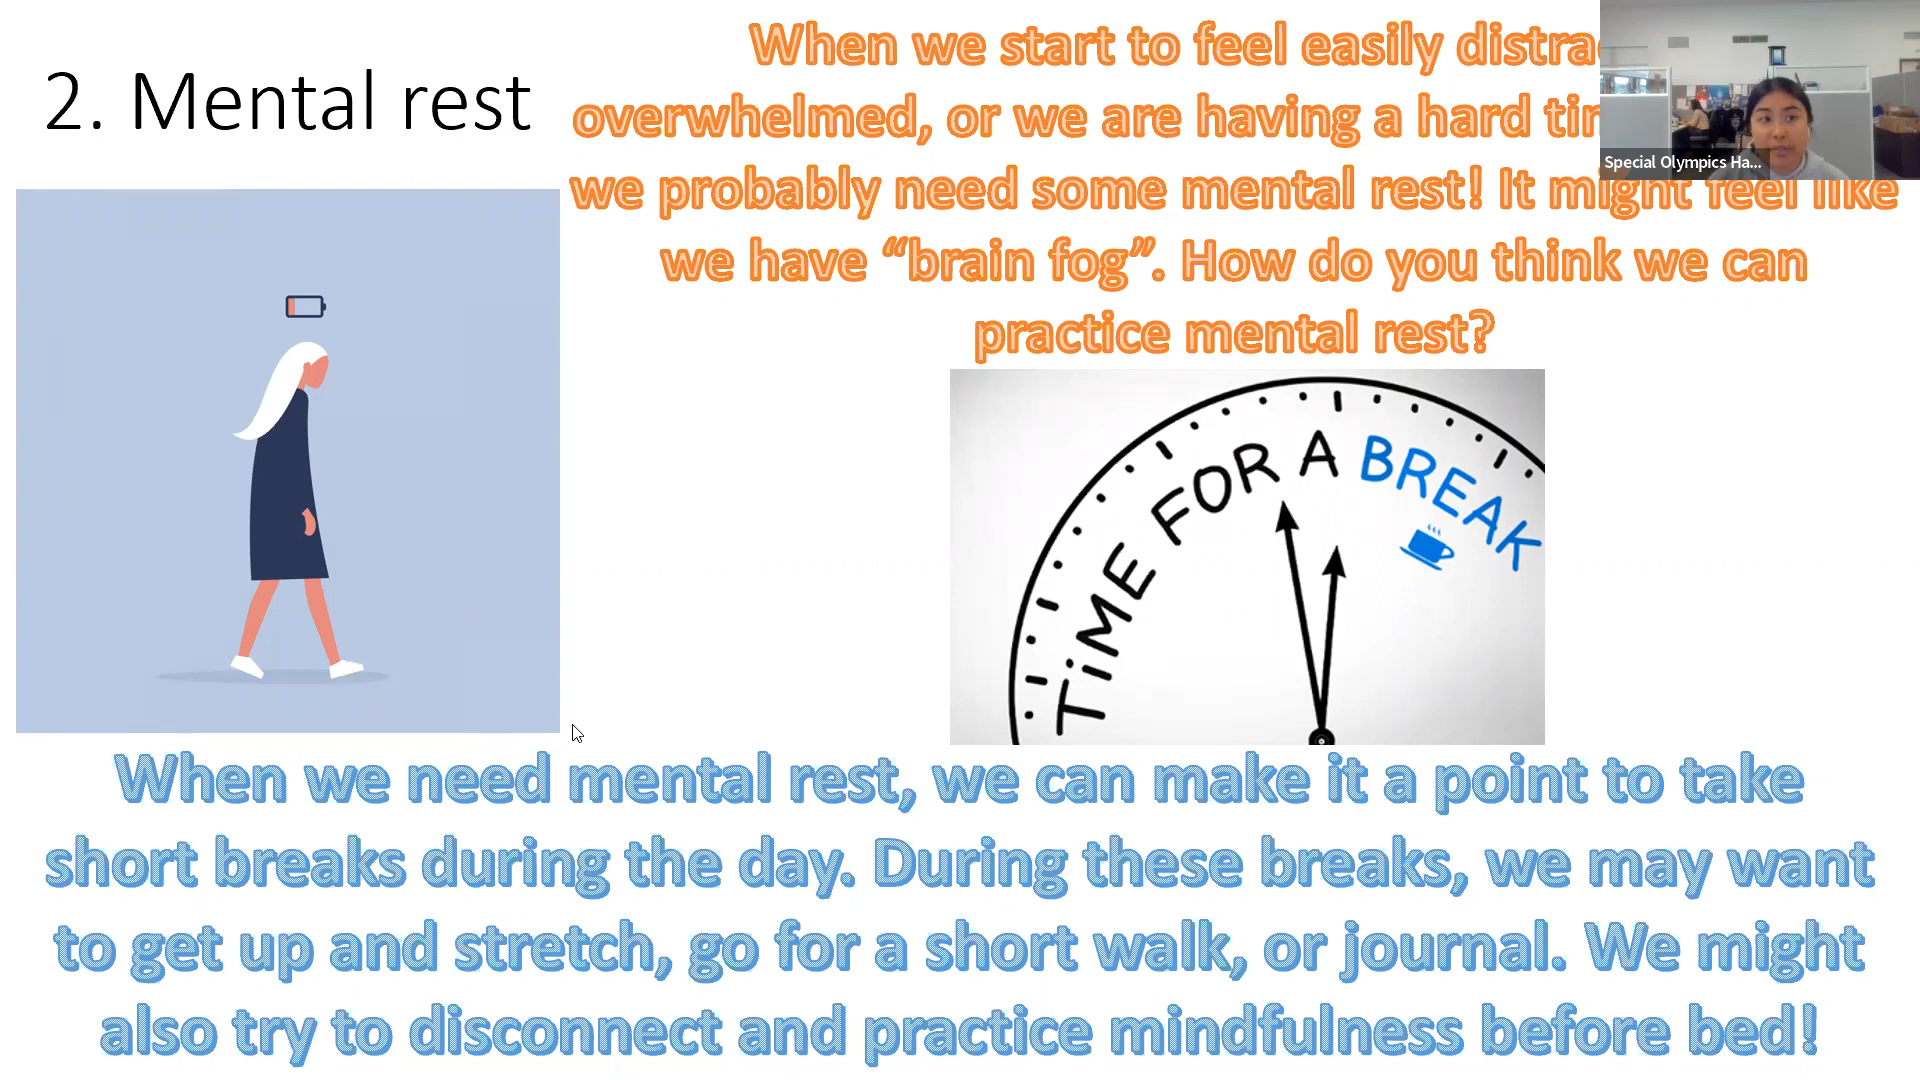 2. Mental rest
When we start to feel easily
overwhelmed, or we are having a hard
we probably need some mental rest! It might feel like
we have “brain fog”. How do you think we can
practice mental rest?
Special Olympics Ha...
TiME FOR A BREAK
When we need mental rest, we can make it a point to take
short breaks during the day. During these breaks, we may want
to get up and stretch, go for a short walk, or journal. We might
also try to disconnect and practice mindfulness before bed!